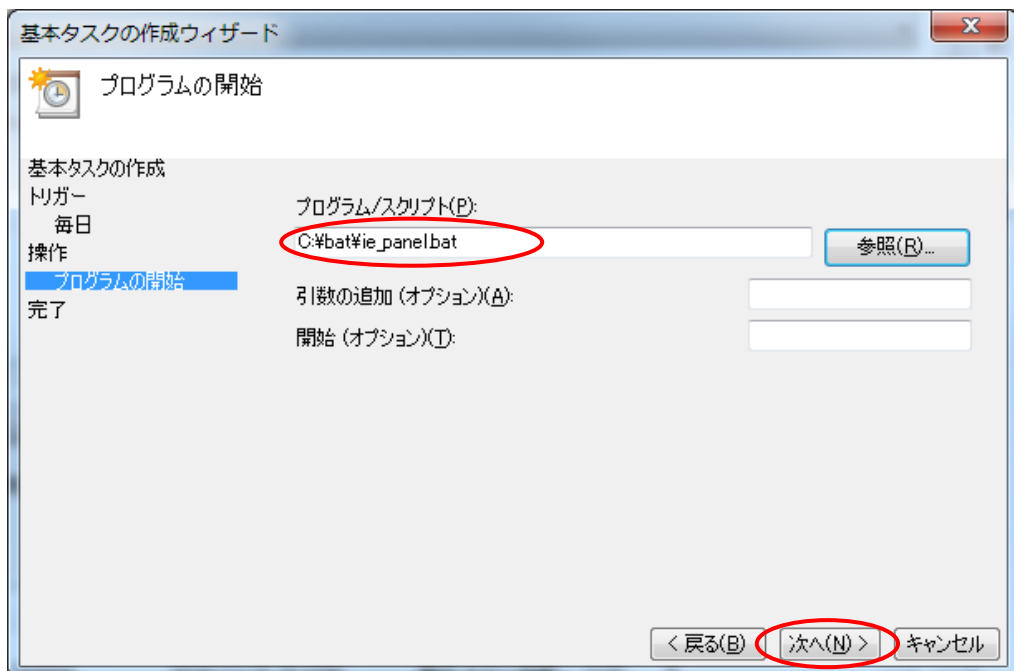 基本タスクの作成ウィザード
プログラムの開始
基本タスクの作成
トリガー
毎日
操作
プログラムの開始
完了
プログラム/スクリプト(P):
C:¥bat¥ie_panel.bat
参照(R)...
引数の追加 (オプション)(A):
開始 (オプション)(T):
< 戻る(B)
次へ(N) >
キャンセル